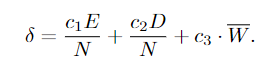 δ = c₁E/N + c₂D/N + c₃ · W̅.